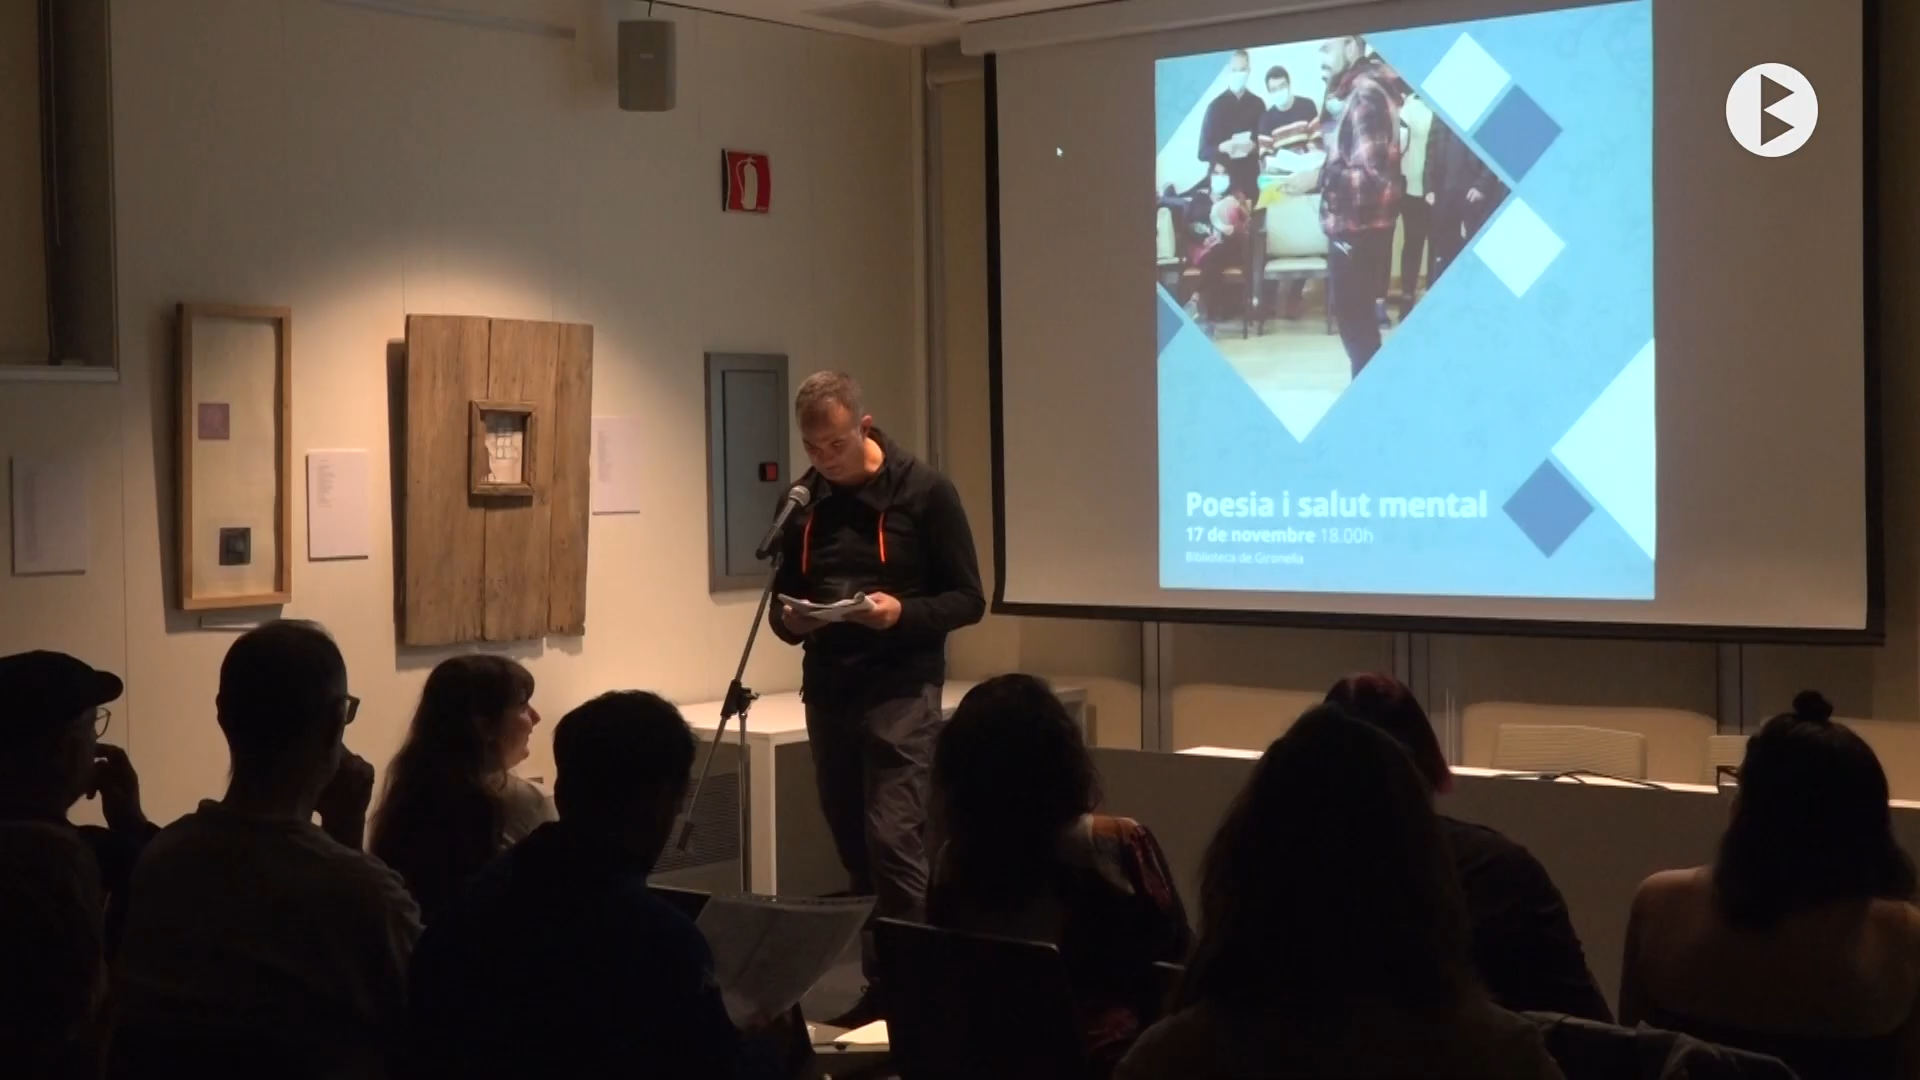 Poesia i salut mental
17 de novembre 18.00h
Biblioteca de Gironella